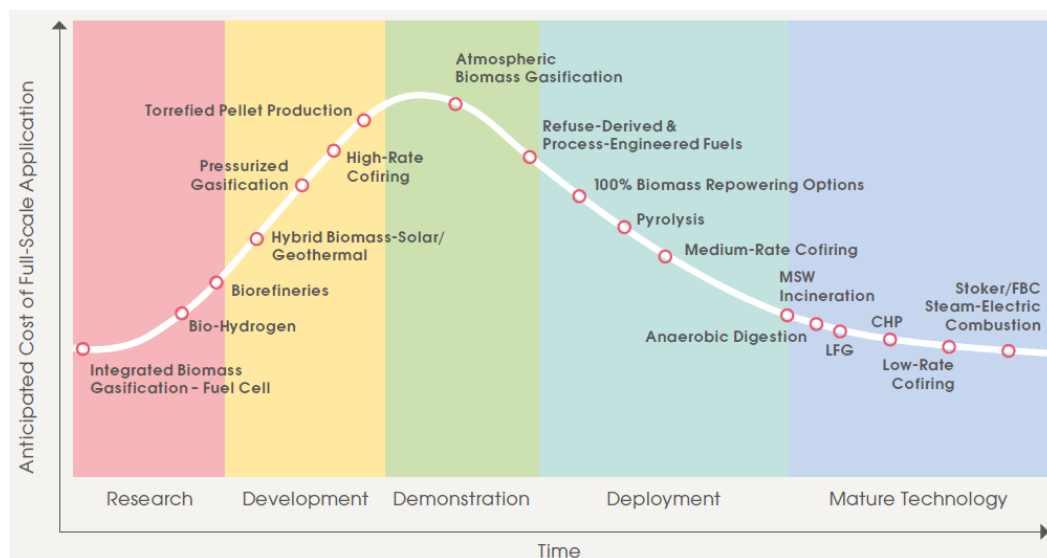 Anticipated Cost of Full-Scale Application
Atmospheric
Biomass Gasification
Torrefied Pellet Production
Refuse-Derived &
Process-Engineered Fuels
High-Rate
Cofiring
Pressurized
Gasification
100% Biomass Repowering Options
Pyrolysis
Hybrid Biomass-Solar/
Geothermal
Medium-Rate Cofiring
Biorefineries
MSW
Incineration
Stoker/FBC
Steam-Electric
Combustion
Bio-Hydrogen
Anaerobic Digestion
CHP
LFG
Low-Rate
Cofiring
Integrated Biomass
Gasification – Fuel Cell
Research
Development
Demonstration
Deployment
Mature Technology
Time